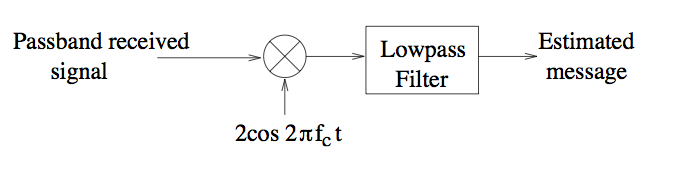 Passband received
signal
Lowpass
Filter
Estimated
message
2cos 2πf_c t